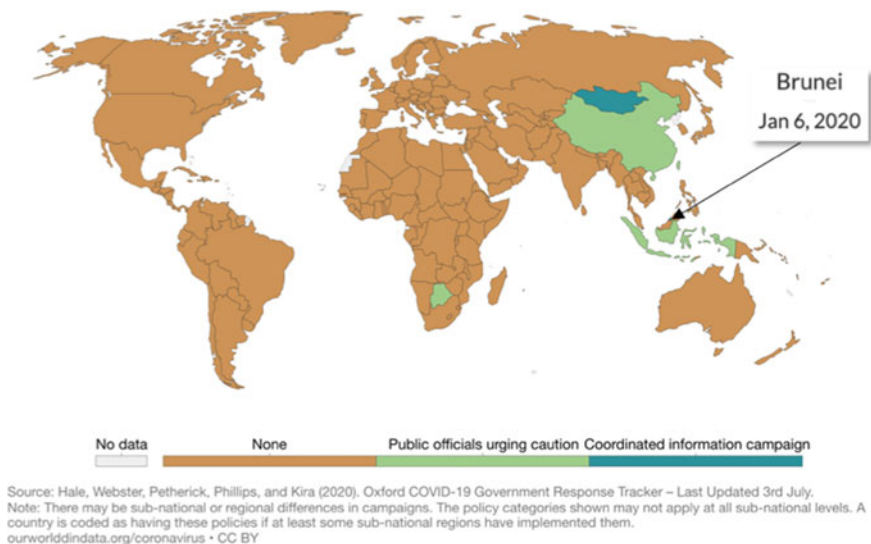 Brunei
Jan 6, 2020
No data
None
Public officials urging caution
Coordinated information campaign
Source: Hale, Webster, Petherick, Phillips, and Kira (2020). Oxford COVID-19 Government Response Tracker – Last Updated 3rd July.
Note: There may be sub-national or regional differences in campaigns. The policy categories shown may not apply at all sub-national levels. A
country is coded as having these policies if at least some sub-national regions have implemented them.
ourworldindata.org/coronavirus • CC BY